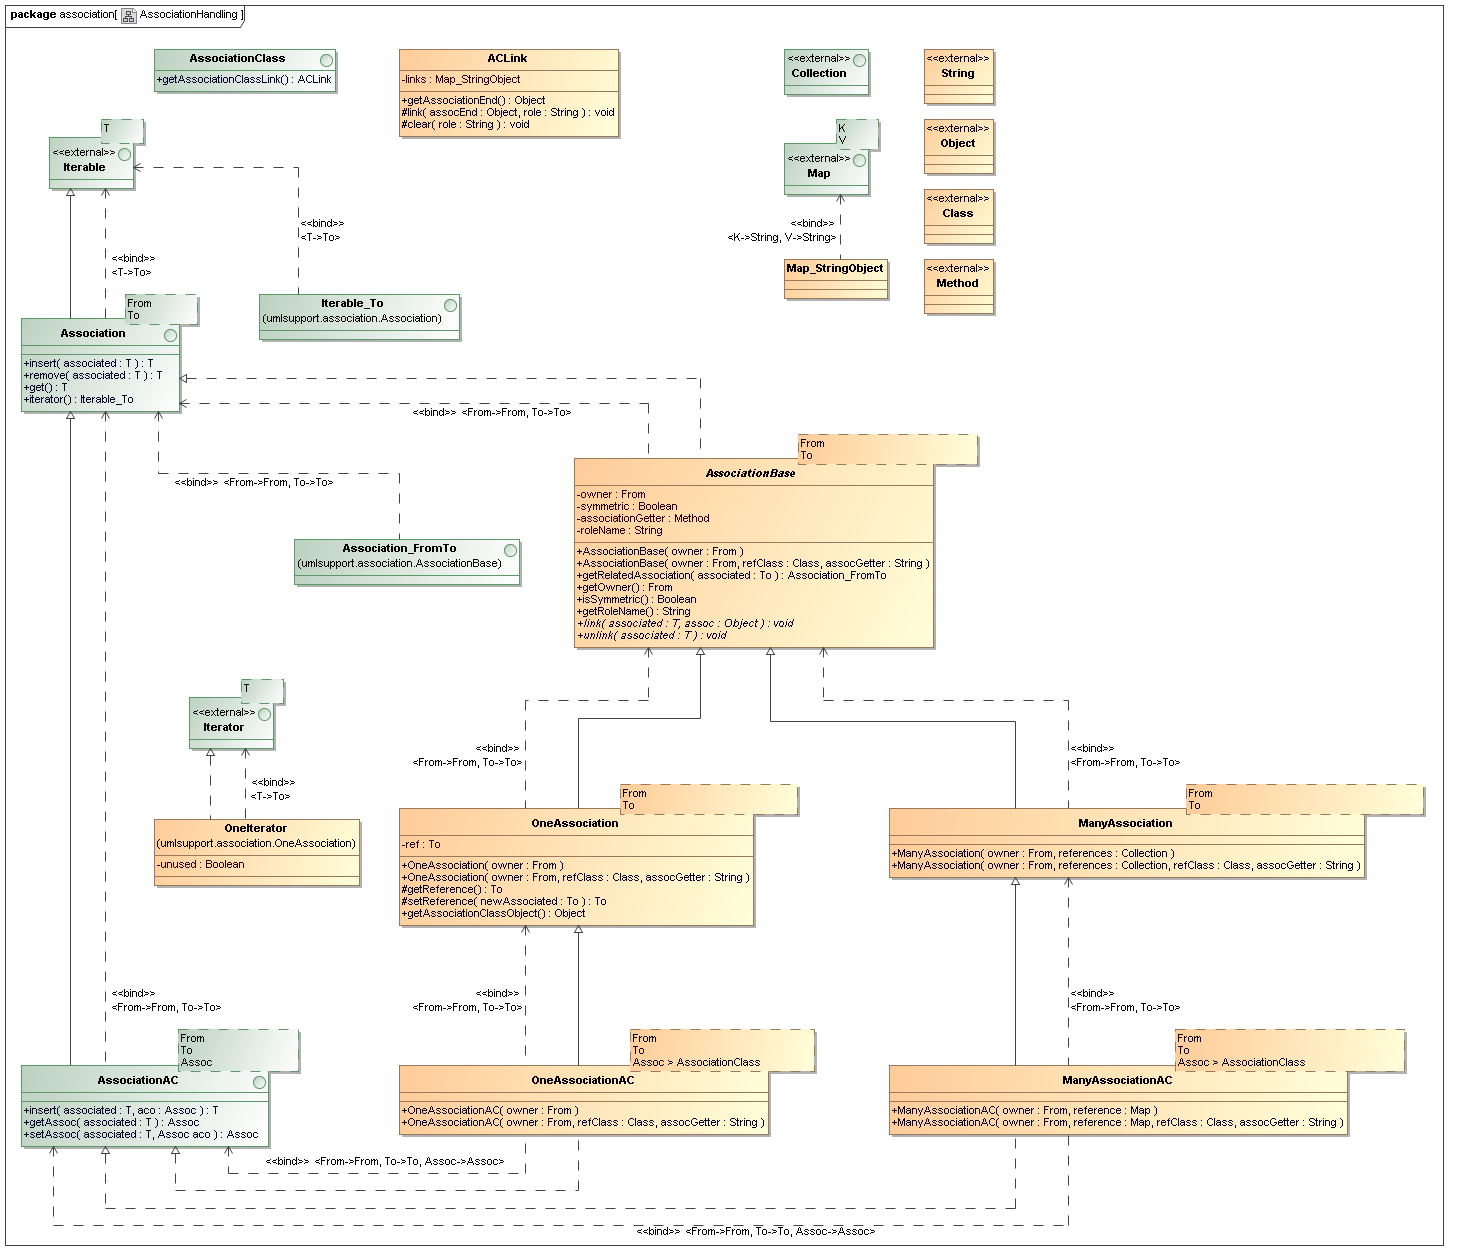 package association[ AssociationHandling ]
AssociationClass
+getAssociationClassLink() : ACLink
ACLink
-links : Map_StringObject
+getAssociationEnd() : Object
#link( assocEnd : Object, role : String ) : void
#clear( role : String ) : void
<<external>>
Collection
<<external>>
String
T
<<external>>
Iterable
K
V
<<external>>
Map
<<external>>
Object
<<external>>
Class
<<bind>>
<T->To>
<<bind>>
<K->String, V->String>
Map_StringObject
<<external>>
Method
<<bind>>
<T->To>
Iterable_To
(umlsupport.association.Association)
From
To
Association
+insert( associated : T ) : T
+remove( associated : T ) : T
+get() : T
+iterator() : Iterable_To
<<bind>> <From->From, To->To>
<<bind>> <From->From, To->To>
Association_FromTo
(umlsupport.association.AssociationBase)
From
To
AssociationBase
-owner : From
-symmetric : Boolean
-associationGetter : Method
-roleName : String
+AssociationBase( owner : From )
+AssociationBase( owner : From, refClass : Class, assocGetter : String )
+getRelatedAssociation( associated : To ) : Association_FromTo
+getOwner() : From
+isSymmetric() : Boolean
+getRoleName() : String
+link( associated : T, assoc : Object ) : void
+unlink( associated : T ) : void
T
<<external>>
Iterator
<<bind>>
<T->To>
OneIterator
(umlsupport.association.OneAssociation)
-unused : Boolean
<<bind>>
<From->From, To->To>
<<bind>>
<From->From, To->To>
From
To
OneAssociation
-ref : To
+OneAssociation( owner : From )
+OneAssociation( owner : From, refClass : Class, assocGetter : String )
#getReference() : To
#setReference( newAssociated : To ) : To
+getAssociationClassObject() : Object
From
To
ManyAssociation
+ManyAssociation( owner : From, references : Collection )
+ManyAssociation( owner : From, references : Collection, refClass : Class, assocGetter : String )
<<bind>>
<From->From, To->To>
<<bind>>
<From->From, To->To>
<<bind>>
<From->From, To->To>
From
To
Assoc
AssociationAC
+insert( associated : T, aco : Assoc ) : T
+getAssoc( associated : T ) : Assoc
+setAssoc( associated : T, Assoc aco ) : Assoc
From
To
Assoc > AssociationClass
OneAssociationAC
+OneAssociationAC( owner : From )
+OneAssociationAC( owner : From, refClass : Class, assocGetter : String )
From
To
Assoc > AssociationClass
ManyAssociationAC
+ManyAssociationAC( owner : From, reference : Map )
+ManyAssociationAC( owner : From, reference : Map, refClass : Class, assocGetter : String )
<<bind>> <From->From, To->To, Assoc->Assoc>
<<bind>> <From->From, To->To, Assoc->Assoc>